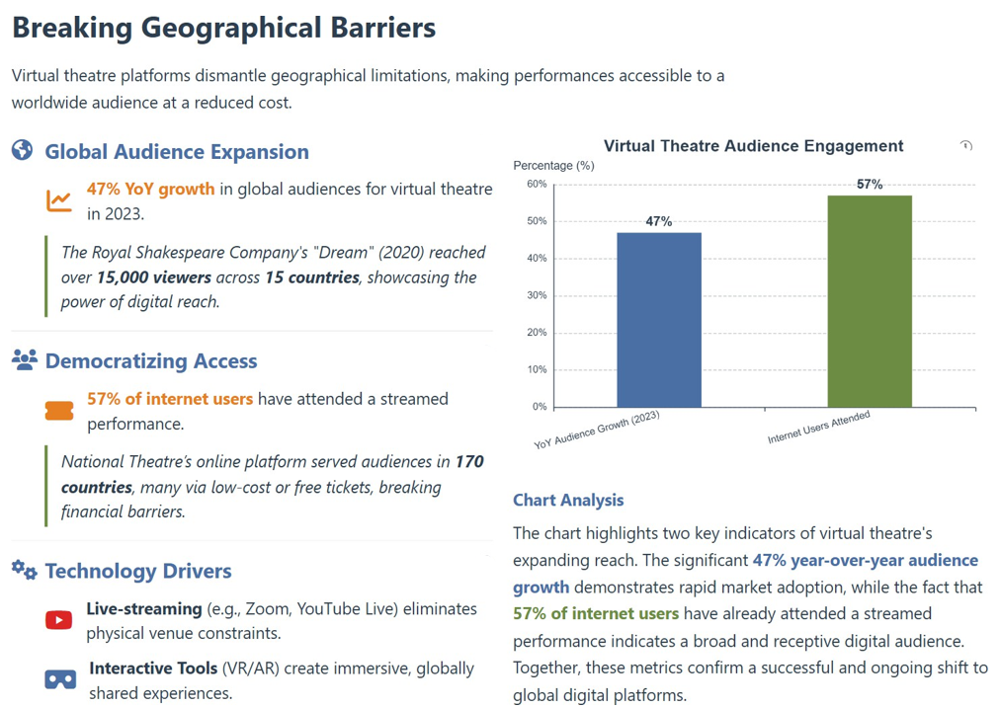 Breaking Geographical Barriers
Virtual theatre platforms dismantle geographical limitations, making performances accessible to a
worldwide audience at a reduced cost.
Global Audience Expansion
47% YoY growth in global audiences for virtual theatre
in 2023.
The Royal Shakespeare Company's "Dream" (2020) reached
over 15,000 viewers across 15 countries, showcasing the
power of digital reach.
Democratizing Access
57% of internet users have attended a streamed
performance.
National Theatre's online platform served audiences in 170
countries, many via low-cost or free tickets, breaking
financial barriers.
Technology Drivers
Live-streaming (e.g., Zoom, YouTube Live) eliminates
physical venue constraints.
Interactive Tools (VR/AR) create immersive, globally
shared experiences.
Virtual Theatre Audience Engagement
Percentage (%)
60%
50%
40%
30%
20%
10%
0%
47%
57%
YoY Audience Growth (2023)
Internet Users Attended
Chart Analysis
The chart highlights two key indicators of virtual theatre's
expanding reach. The significant 47% year-over-year audience
growth demonstrates rapid market adoption, while the fact that
57% of internet users have already attended a streamed
performance indicates a broad and receptive digital audience.
Together, these metrics confirm a successful and ongoing shift to
global digital platforms.